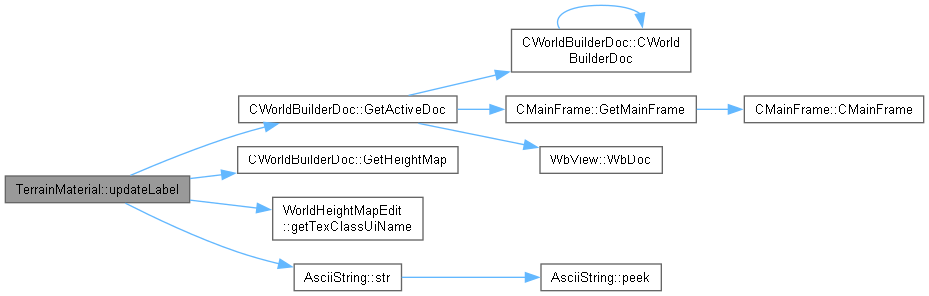 TerrainMaterial::updateLabel
CWorldBuilderDoc::GetActiveDoc
CWorldBuilderDoc::CWorld
BuilderDoc
CMainFrame::GetMainFrame
CMainFrame::CMainFrame
WbView::WbDoc
CWorldBuilderDoc::GetHeightMap
WorldHeightMapEdit
::getTexClassUiName
AsciiString::str
AsciiString::peek